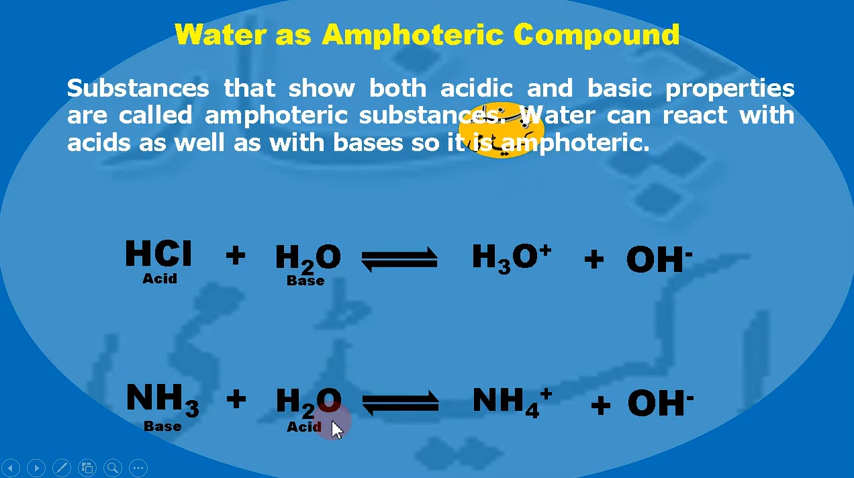 Water as Amphoteric Compound
Substances that show both acidic and basic properties
are called amphoteric substances. Water can react with
acids as well as with bases so it is amphoteric.
HCl + H₂O ⇌ H₃O⁺ + OH⁻
Acid Base
NH₃ + H₂O ⇌ NH₄⁺ + OH⁻
Base Acid